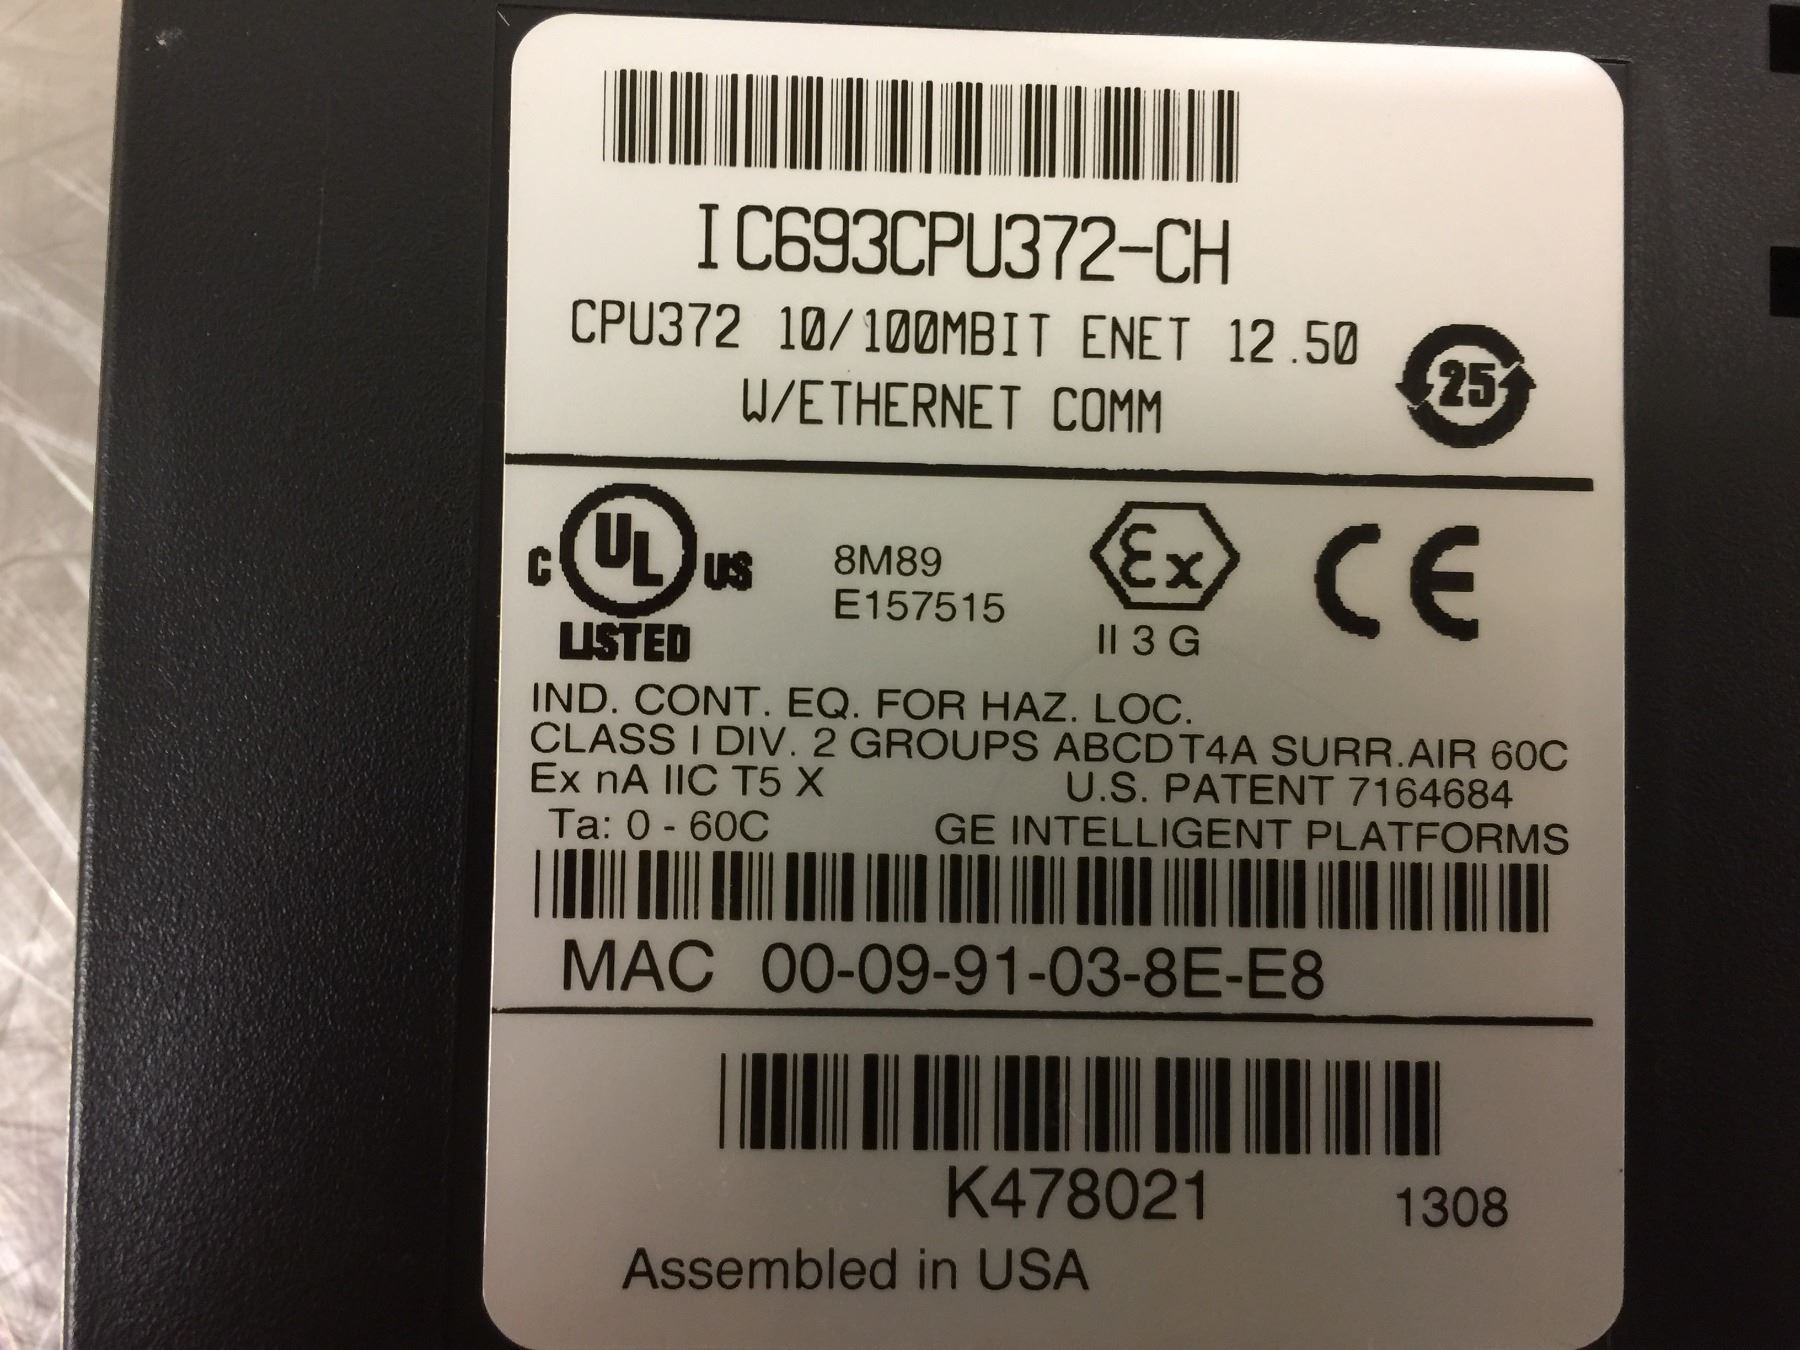 IC693CPU372-CH
CPU372 10/100MBIT ENET 12.50
W/ETHERNET COMM
25
C UL US
LISTED
8M89
E157515
Ex
II 3 G
CE
IND. CONT. EQ. FOR HAZ. LOC.
CLASS I DIV. 2 GROUPS ABCD T4A SURR.AIR 60C
Ex nA IIC T5 X U.S. PATENT 7164684
Ta: 0 - 60C GE INTELLIGENT PLATFORMS
MAC 00-09-91-03-8E-E8
K478021 1308
Assembled in USA